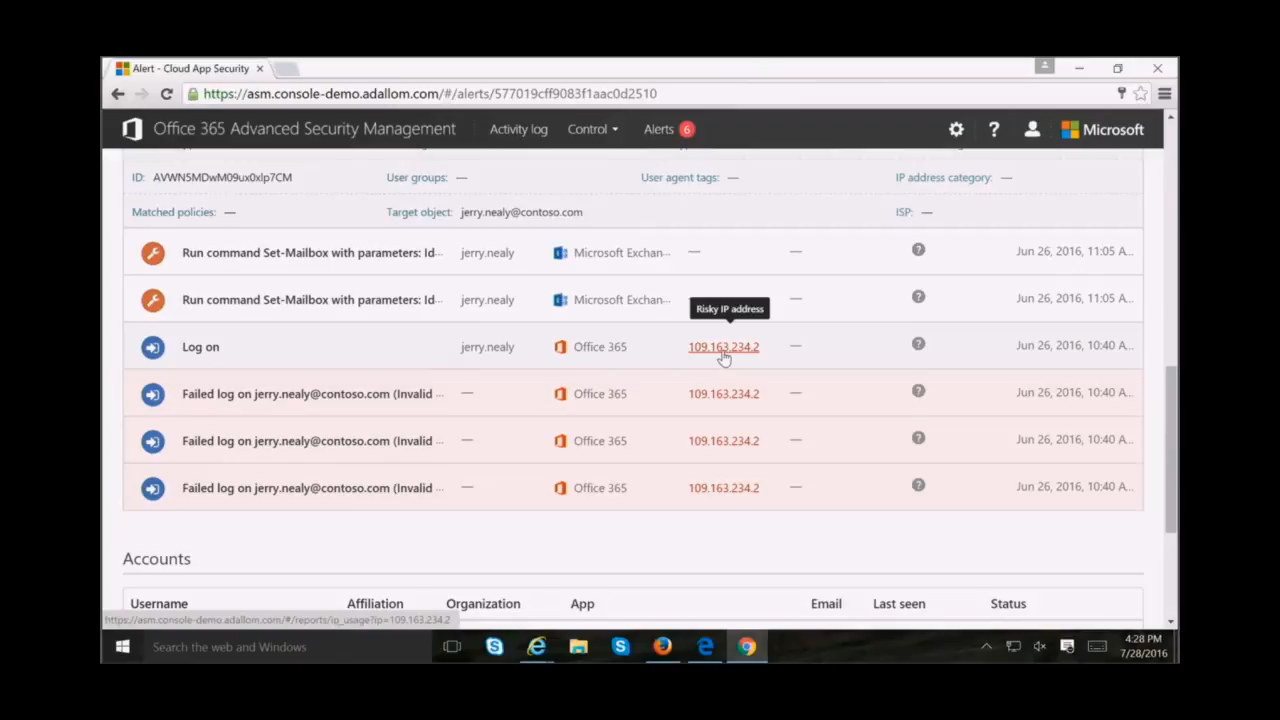 Alert - Cloud App Security
https://asm.console-demo.adallom.com/#/alerts/577019cff9083f1aac0d2510
Office 365 Advanced Security Management Activity log Control Alerts 6 ? Microsoft
ID: AVWN5MDwM09ux0xlp7CM User groups: — User agent tags: — IP address category: —
Matched policies: — Target object: jerry.nealy@contoso.com ISP: —
Run command Set-Mailbox with parameters: Id... jerry.nealy Microsoft Exchan... — — ? Jun 26, 2016, 11:05 A...
Run command Set-Mailbox with parameters: Id... jerry.nealy Microsoft Exchan... — ? Jun 26, 2016, 11:05 A...
Risky IP address
Log on jerry.nealy Office 365 109.163.234.2 — ? Jun 26, 2016, 10:40 A...
Failed log on jerry.nealy@contoso.com (Invalid ... — Office 365 109.163.234.2 — ? Jun 26, 2016, 10:40 A...
Failed log on jerry.nealy@contoso.com (Invalid ... — Office 365 109.163.234.2 — ? Jun 26, 2016, 10:40 A...
Failed log on jerry.nealy@contoso.com (Invalid ... — Office 365 109.163.234.2 — ? Jun 26, 2016, 10:40 A...
Accounts
Username Affiliation Organization App Email Last seen Status
https://asm.console-demo.adallom.com/#/reports/ip_usage?ip=109.163.234.2
Search the web and Windows
4:28 PM
7/28/2016